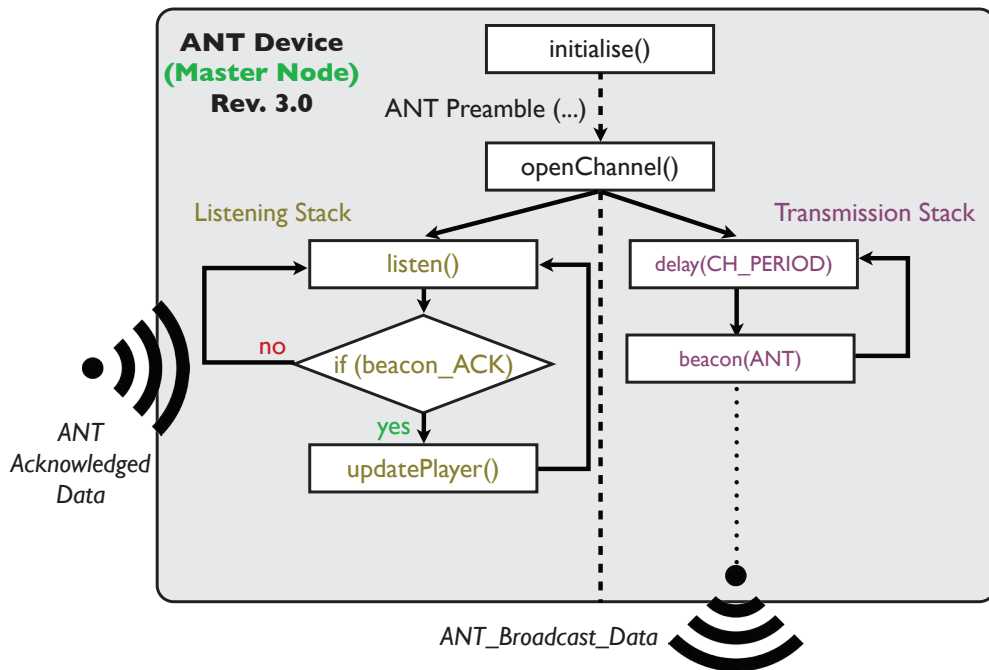 ANT Device
(Master Node)
Rev. 3.0
initialise()
ANT Preamble (...)
openChannel()
Listening Stack
Transmission Stack
listen()
delay(CH_PERIOD)
no
if (beacon_ACK)
beacon(ANT)
yes
updatePlayer()
ANT
Acknowledged
Data
ANT_Broadcast_Data